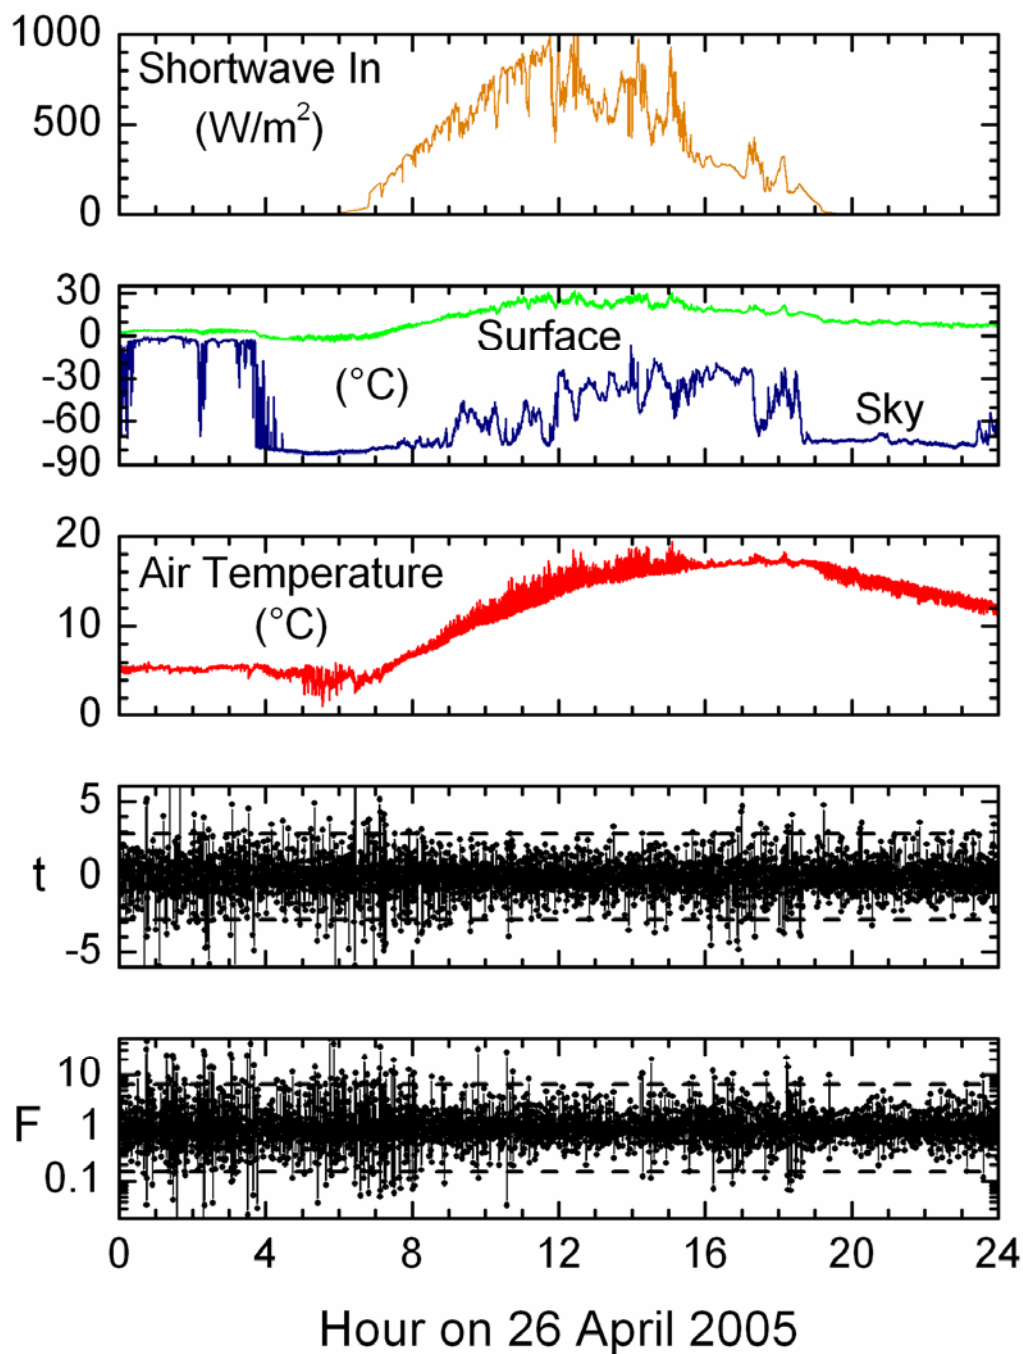 1000
Shortwave In
(W/m²)
500
0
30
0
Surface
-30
(°C)
-60
Sky
-90
20
Air Temperature
(°C)
10
0
5
t
0
-5
10
F
1
0.1
0 4 8 12 16 20 24
Hour on 26 April 2005